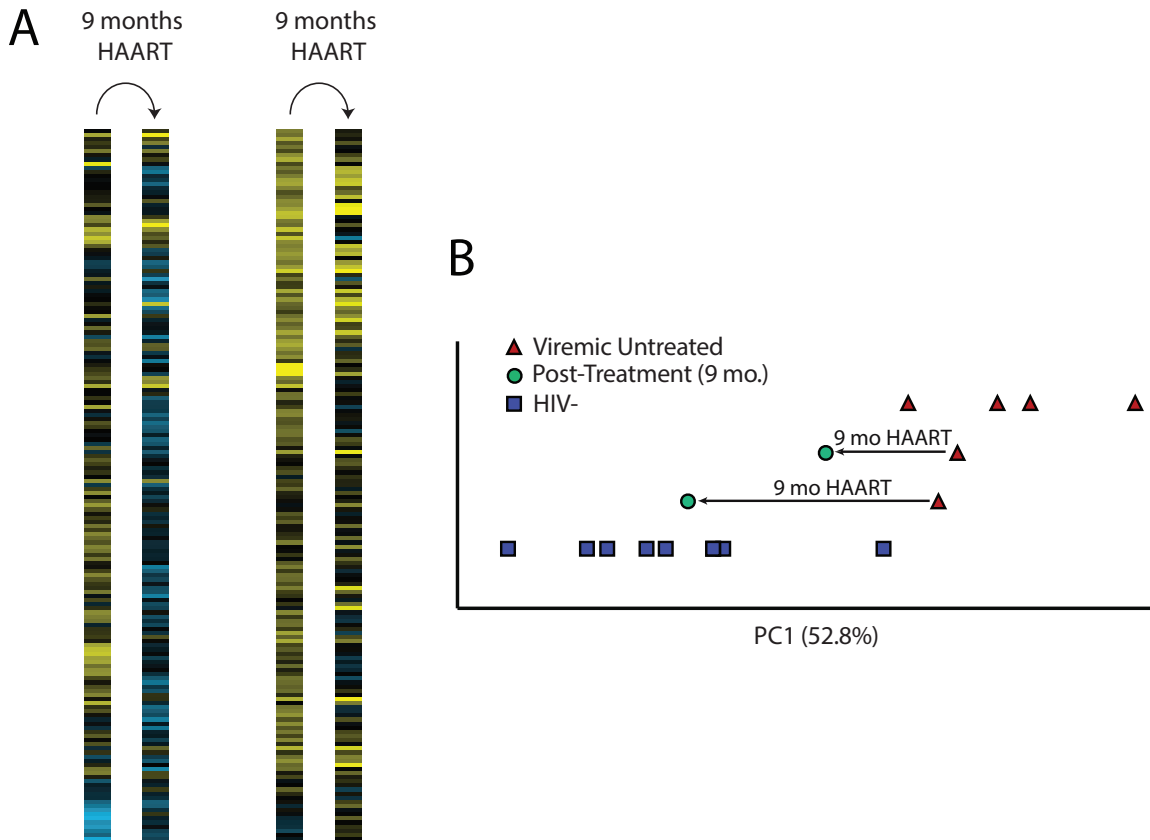 A
9 months
HAART
9 months
HAART
B
Viremic Untreated
Post-Treatment (9 mo.)
HIV-
9 mo HAART
9 mo HAART
PC1 (52.8%)